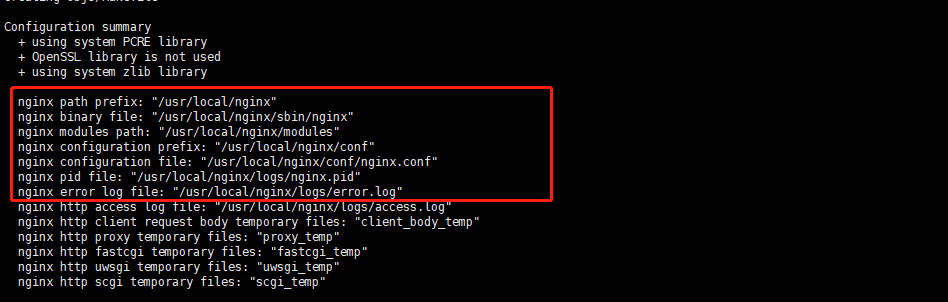 Configuration summary
+ using system PCRE library
+ OpenSSL library is not used
+ using system zlib library
nginx path prefix: "/usr/local/nginx"
nginx binary file: "/usr/local/nginx/sbin/nginx"
nginx modules path: "/usr/local/nginx/modules"
nginx configuration prefix: "/usr/local/nginx/conf"
nginx configuration file: "/usr/local/nginx/conf/nginx.conf"
nginx pid file: "/usr/local/nginx/logs/nginx.pid"
nginx error log file: "/usr/local/nginx/logs/error.log"
nginx http access log file: "/usr/local/nginx/logs/access.log"
nginx http client request body temporary files: "client_body_temp"
nginx http proxy temporary files: "proxy_temp"
nginx http fastcgi temporary files: "fastcgi_temp"
nginx http uwsgi temporary files: "uwsgi_temp"
nginx http scgi temporary files: "scgi_temp"